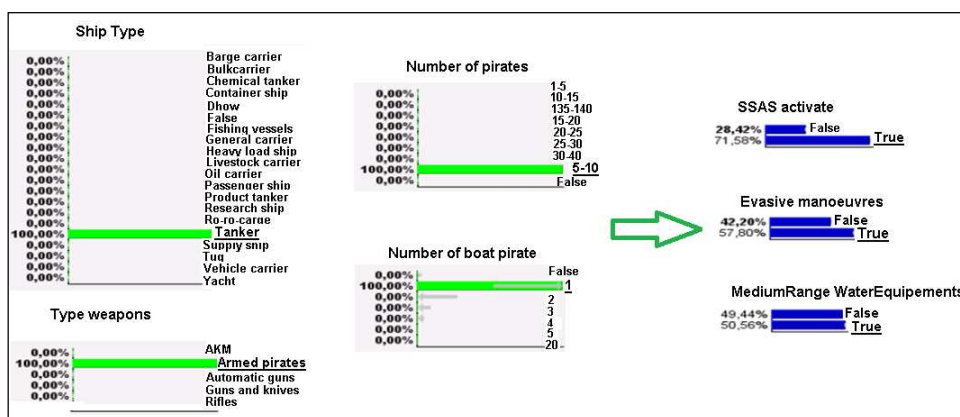 Ship Type
0,00% Barge carrier
0,00% Bulkcarrier
0,00% Chemical tanker
0,00% Container ship
0,00% Dhow
0,00% False
0,00% Fishing vessels
0,00% General carrier
0,00% Heavy load ship
0,00% Livestock carrier
0,00% Oil carrier
0,00% Passenger ship
0,00% Product tanker
0,00% Research ship
0,00% Ro-ro-carge
100,00% Tanker
0,00% Supply snip
0,00% Tug
0,00% Vehicle carrier
0,00% Yacht
Type weapons
0,00% AKM
100,00% Armed pirates
0,00% Automatic guns
0,00% Guns and knives
0,00% Rifles
Number of pirates
0,00% 1-5
0,00% 10-15
0,00% 135-140
0,00% 15-20
0,00% 20-25
0,00% 25-30
0,00% 30-40
100,00% 5-10
0,00% False
Number of boat pirate
0,00% False
100,00% 1
0,00% 2
0,00% 3
0,00% 4
0,00% 5
0,00% 20
SSAS activate
28,42% False
71,58% True
Evasive manoeuvres
42,20% False
57,80% True
MediumRange WaterEquipements
49,44% False
50,56% True